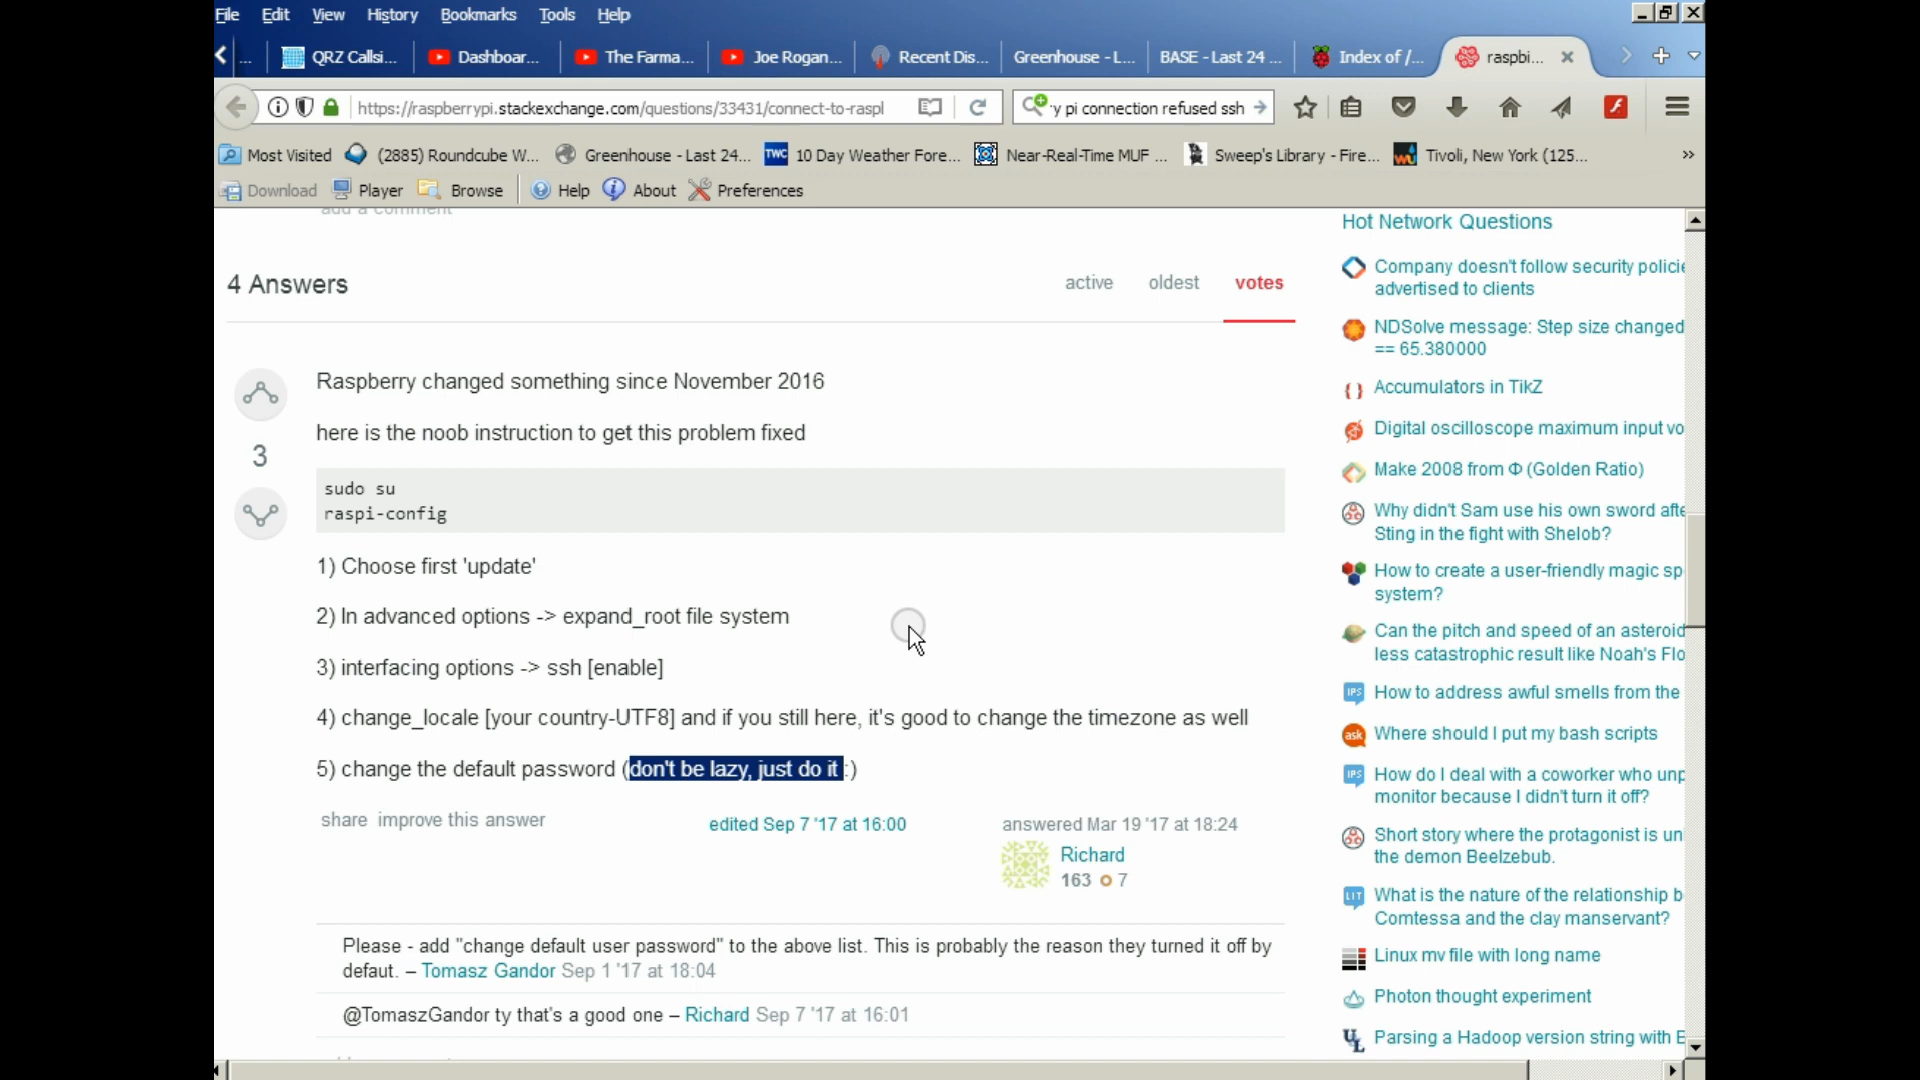 File Edit View History Bookmarks Tools Help
... QRZ Callsi... Dashboar... The Farma... Joe Rogan... Recent Dis... Greenhouse - L... BASE - Last 24 ... Index of /... raspbi...
https://raspberrypi.stackexchange.com/questions/33431/connect-to-raspl y pi connection refused ssh
Most Visited (2885) Roundcube W... Greenhouse - Last 24... TWC 10 Day Weather Fore... Near-Real-Time MUF ... Sweep's Library - Fire... Tivoli, New York (125...
Download Player Browse Help About Preferences
add a comment
4 Answers
active oldest votes
Raspberry changed something since November 2016
here is the noob instruction to get this problem fixed
3
sudo su
raspi-config
1) Choose first 'update'
2) In advanced options -> expand_root file system
3) interfacing options -> ssh [enable]
4) change_locale [your country-UTF8] and if you still here, it's good to change the timezone as well
5) change the default password (don't be lazy, just do it :)
share improve this answer
edited Sep 7 '17 at 16:00
answered Mar 19 '17 at 18:24
Richard
163 7
Please - add "change default user password" to the above list. This is probably the reason they turned it off by
defaut. – Tomasz Gandor Sep 1 '17 at 18:04
@TomaszGandor ty that's a good one – Richard Sep 7 '17 at 16:01
Hot Network Questions
Company doesn't follow security policie
advertised to clients
NDSolve message: Step size changed
== 65.380000
Accumulators in TikZ
Digital oscilloscope maximum input vo
Make 2008 from Φ (Golden Ratio)
Why didn't Sam use his own sword afte
Sting in the fight with Shelob?
How to create a user-friendly magic sp
system?
Can the pitch and speed of an asteroid
less catastrophic result like Noah's Flo
IPS How to address awful smells from the
ask Where should I put my bash scripts
IPS How do I deal with a coworker who unp
monitor because I didn't turn it off?
Short story where the protagonist is un
the demon Beelzebub.
LIT What is the nature of the relationship b
Comtessa and the clay manservant?
Linux mv file with long name
Photon thought experiment
UL Parsing a Hadoop version string with E